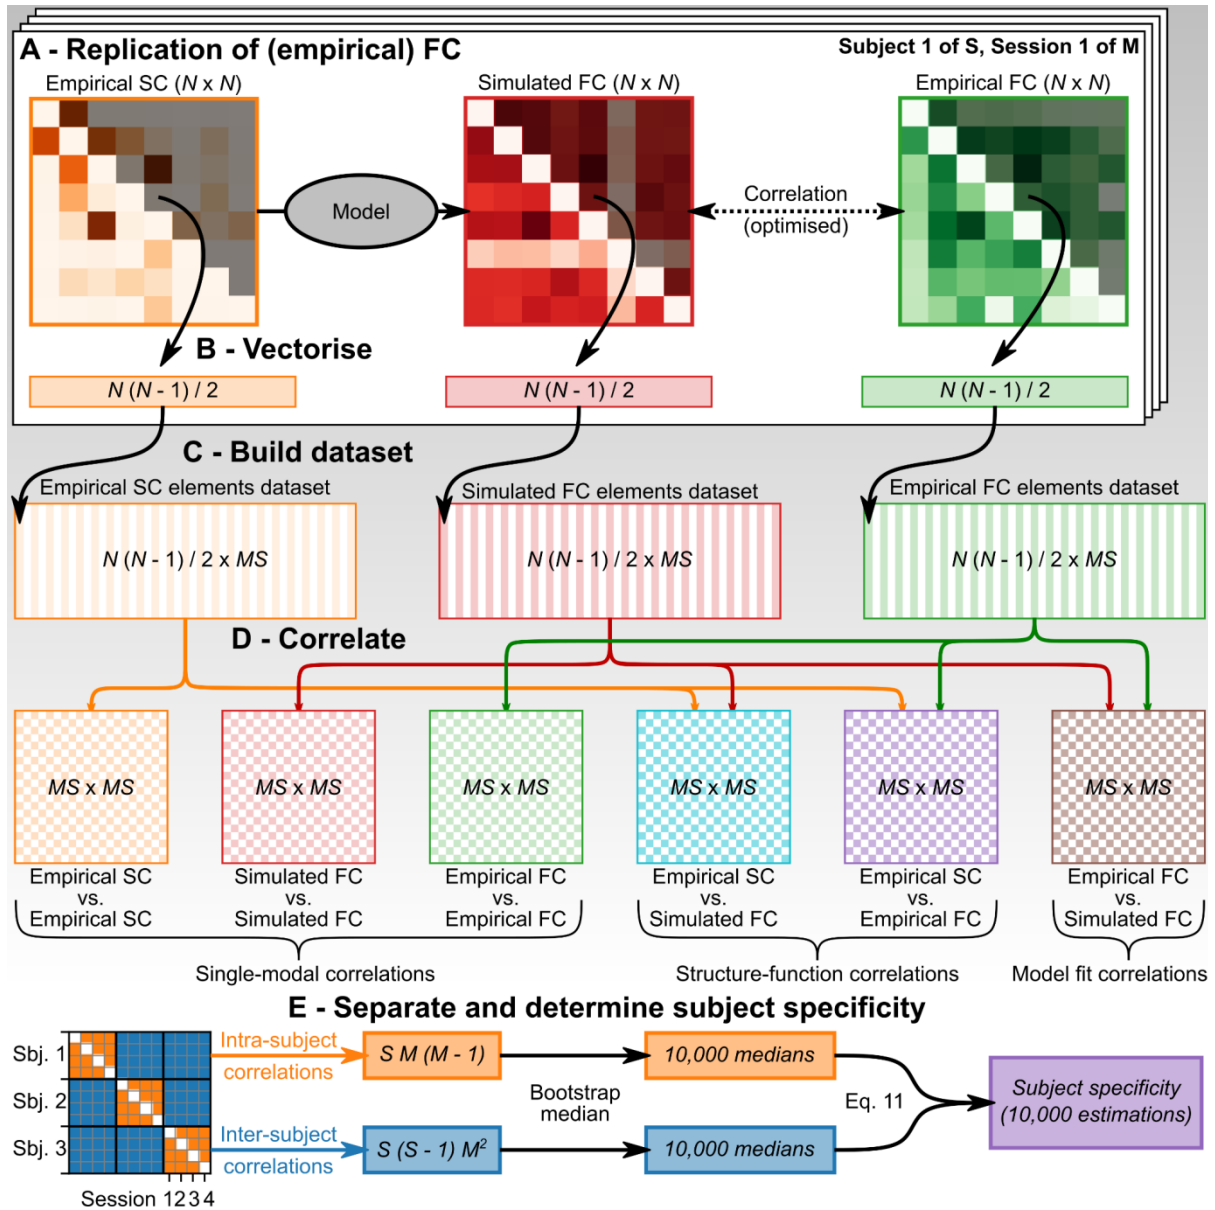 A - Replication of (empirical) FC
Subject 1 of S, Session 1 of M
Empirical SC (N x N)
Simulated FC (N x N)
Empirical FC (N x N)
Model
Correlation
(optimised)
B - Vectorise
N (N - 1) / 2
N (N - 1) / 2
N (N - 1) / 2
C - Build dataset
Empirical SC elements dataset
Simulated FC elements dataset
Empirical FC elements dataset
N (N - 1) / 2 x MS
N (N - 1) / 2 x MS
N (N - 1) / 2 x MS
D - Correlate
MS x MS
MS x MS
MS x MS
MS x MS
MS x MS
MS x MS
Empirical SC
vs.
Empirical SC
Simulated FC
vs.
Simulated FC
Empirical FC
vs.
Empirical FC
Empirical SC
vs.
Simulated FC
Empirical SC
vs.
Empirical FC
Empirical FC
vs.
Simulated FC
Single-modal correlations
Structure-function correlations
Model fit correlations
E - Separate and determine subject specificity
Sbj. 1
Sbj. 2
Sbj. 3
Session 1 2 3 4
Intra-subject
correlations
Inter-subject
correlations
S M (M - 1)
S (S - 1) M²
Bootstrap
median
10,000 medians
10,000 medians
Eq. 11
Subject specificity
(10,000 estimations)